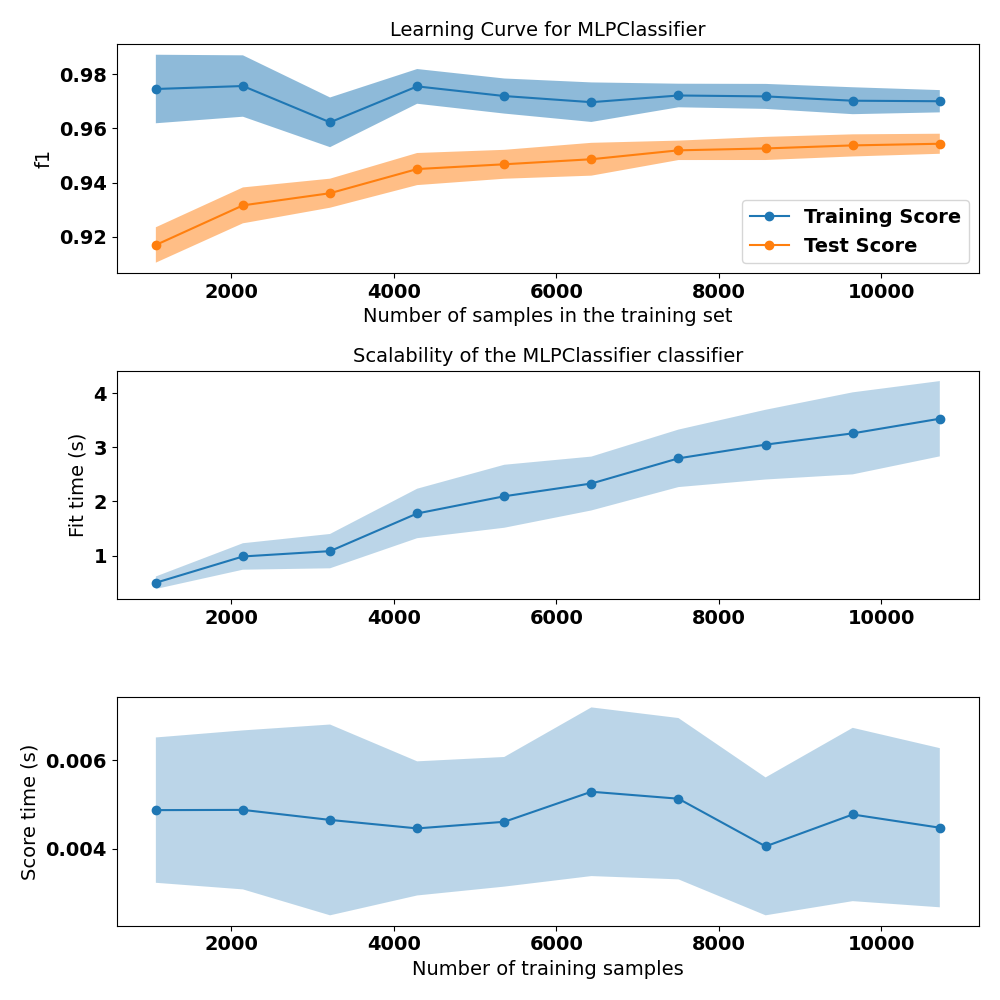 Learning Curve for MLPClassifier
0.98
0.96
0.94
0.92
f1
Training Score
Test Score
2000 4000 6000 8000 10000
Number of samples in the training set
Scalability of the MLPClassifier classifier
4
3
2
1
Fit time (s)
2000 4000 6000 8000 10000
0.006
0.004
Score time (s)
2000 4000 6000 8000 10000
Number of training samples